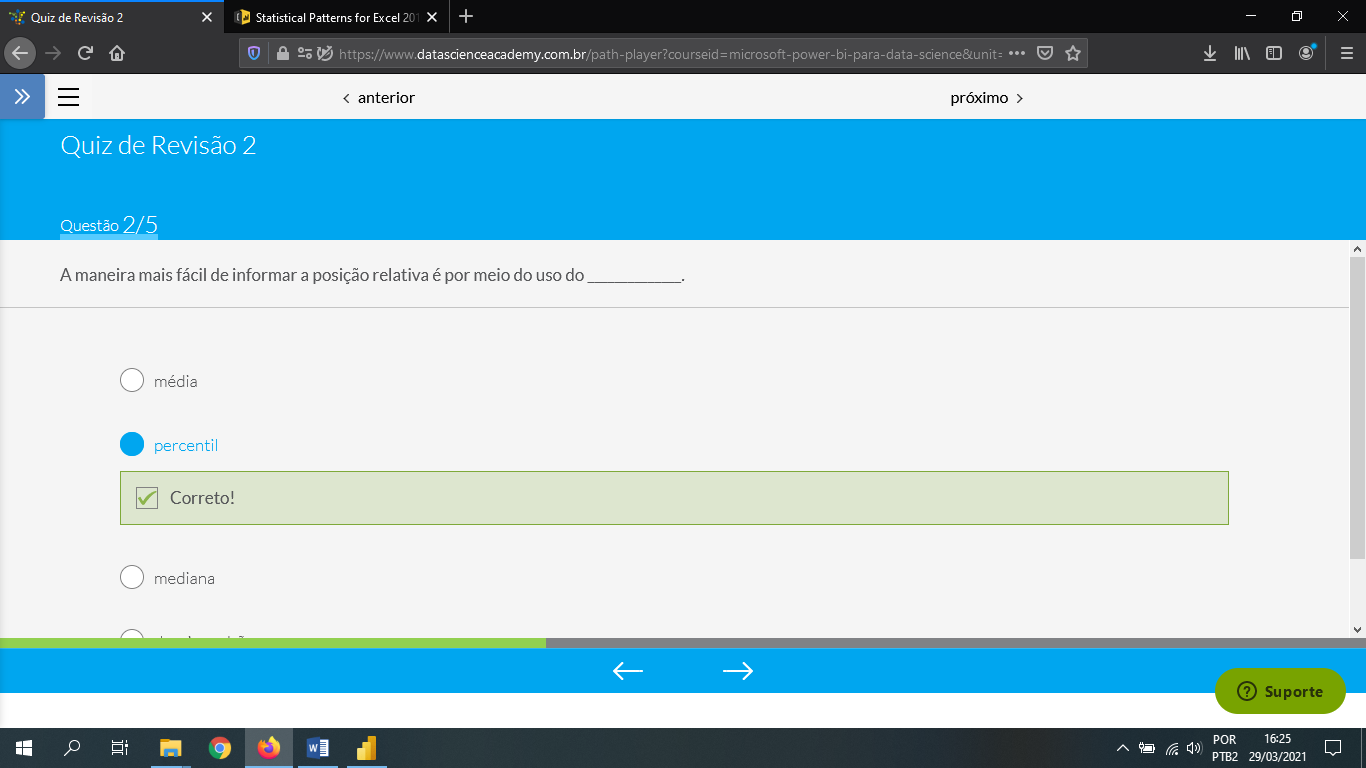 Quiz de Revisão 2
Statistical Patterns for Excel 201
https://www.datascienceacademy.com.br/path-player?courseid=microsoft-power-bi-para-data-science&unit=
anterior
próximo
Quiz de Revisão 2
Questão 2/5
A maneira mais fácil de informar a posição relativa é por meio do uso do ______________.
média
percentil
Correto!
mediana
Suporte
POR
PTB2
16:25
29/03/2021